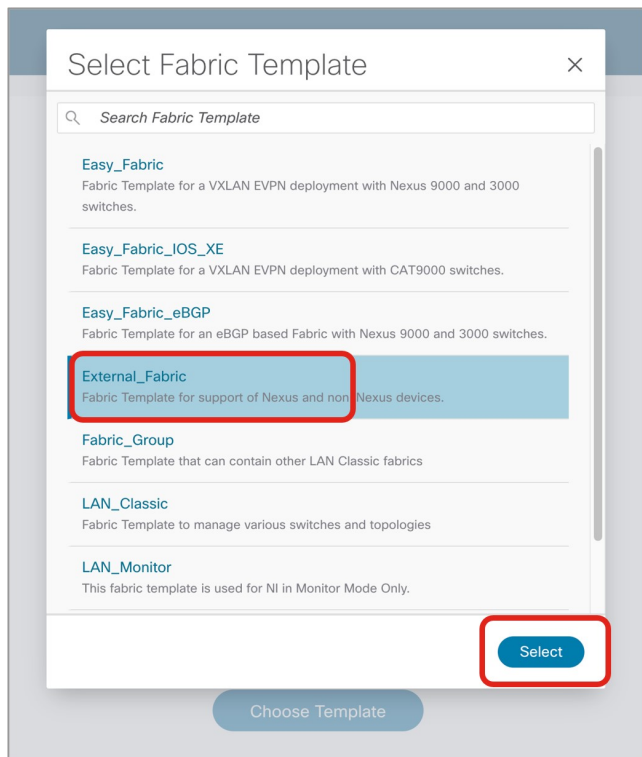 Select Fabric Template
Search Fabric Template
Easy_Fabric
Fabric Template for a VXLAN EVPN deployment with Nexus 9000 and 3000
switches.
Easy_Fabric_IOS_XE
Fabric Template for a VXLAN EVPN deployment with CAT9000 switches.
Easy_Fabric_eBGP
Fabric Template for an eBGP based Fabric with Nexus 9000 and 3000 switches.
External_Fabric
Fabric Template for support of Nexus and non Nexus devices.
Fabric_Group
Fabric Template that can contain other LAN Classic fabrics
LAN_Classic
Fabric Template to manage various switches and topologies
LAN_Monitor
This fabric template is used for NI in Monitor Mode Only.
Select
Choose Template